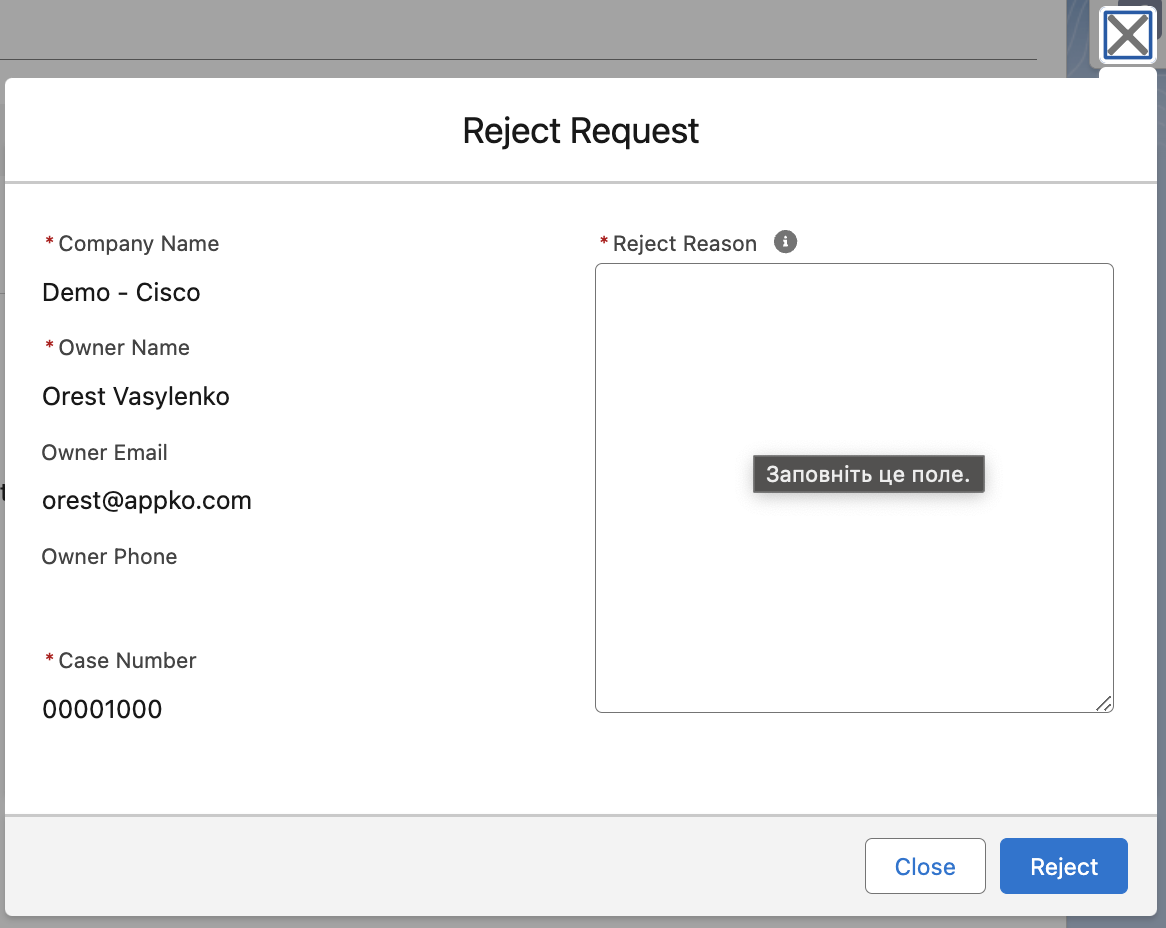 Reject Request
* Company Name
Demo - Cisco
* Owner Name
Orest Vasylenko
Owner Email
orest@appko.com
Owner Phone
* Case Number
00001000
* Reject Reason
Заповніть це поле.
Close
Reject